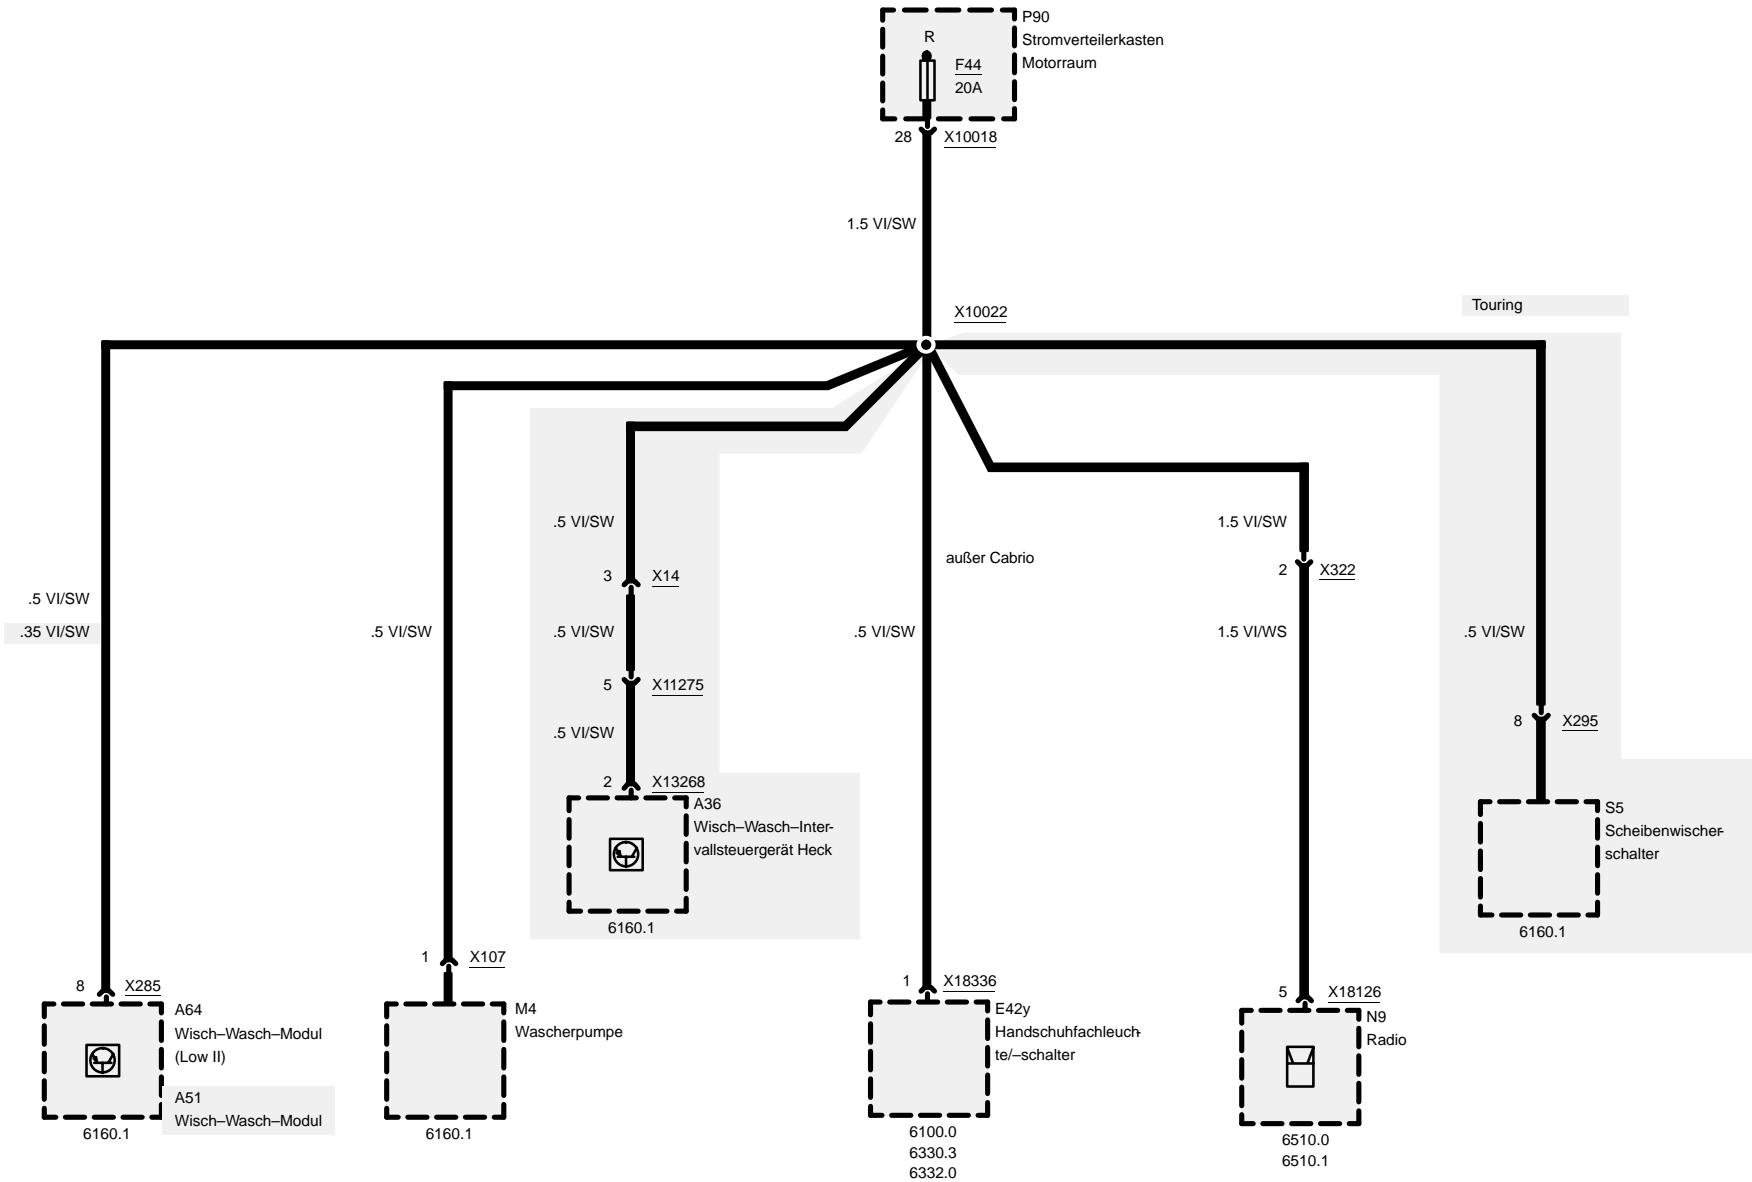 P90
Stromverteilerkasten
Motorraum
R
F44
20A
28 X10018
1.5 VI/SW
X10022
Touring
.5 VI/SW
1.5 VI/SW
außer Cabrio
3 X14
2 X322
.5 VI/SW
.35 VI/SW
.5 VI/SW
.5 VI/SW
.5 VI/SW
1.5 VI/WS
.5 VI/SW
5 X11275
8 X295
.5 VI/SW
2 X13268
A36
Wisch–Wasch–Inter-
vallsteuergerät Heck
6160.1
S5
Scheibenwischer-
schalter
6160.1
1 X107
8 X285
1 X18336
5 X18126
A64
Wisch–Wasch–Modul
(Low II)
A51
Wisch–Wasch–Modul
6160.1
M4
Wascherpumpe
6160.1
E42y
Handschuhfachleuch-
te/–schalter
6100.0
6330.3
6332.0
N9
Radio
6510.0
6510.1